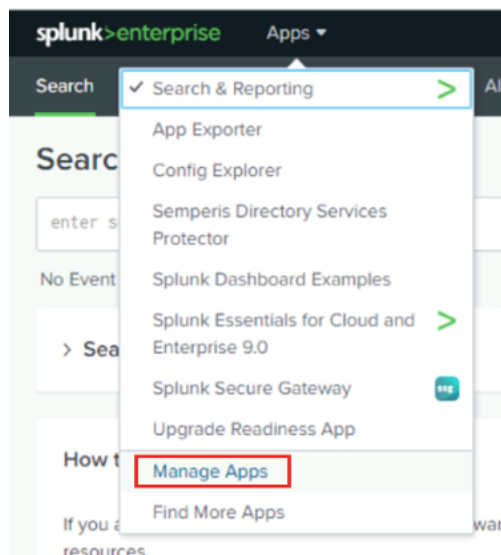 splunk>enterprise Apps
Search
Search & Reporting
App Exporter
Config Explorer
Semperis Directory Services
Protector
Splunk Dashboard Examples
Splunk Essentials for Cloud and
Enterprise 9.0
Splunk Secure Gateway
Upgrade Readiness App
Manage Apps
Find More Apps
Searc
enter s
No Event
Sea
How t
If you a
resources